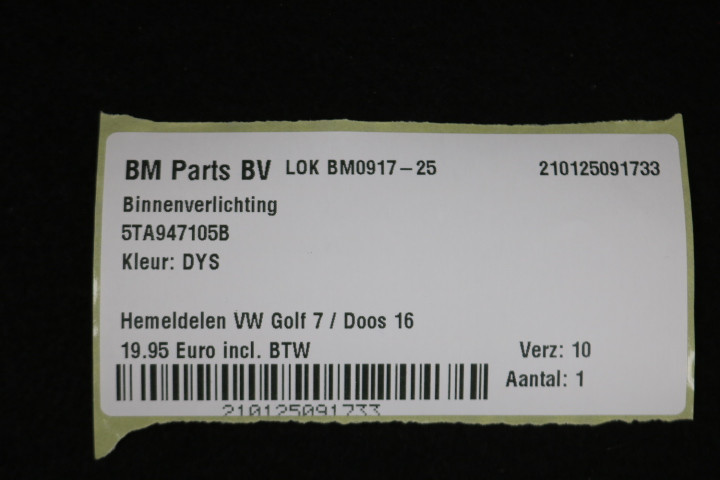 BM Parts BV LOK BM0917-25 210125091733
Binnenverlichting
5TA947105B
Kleur: DYS
Hemeldelen VW Golf 7 / Doos 16
19.95 Euro incl. BTW Verz: 10
Aantal: 1
210125091733